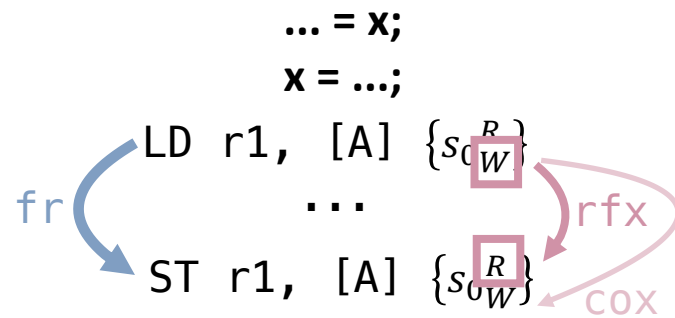 ... = x;
x = ...;
LD r1, [A] {s₀ R W}
fr ... rfx
ST r1, [A] {s₀ R W}
cox